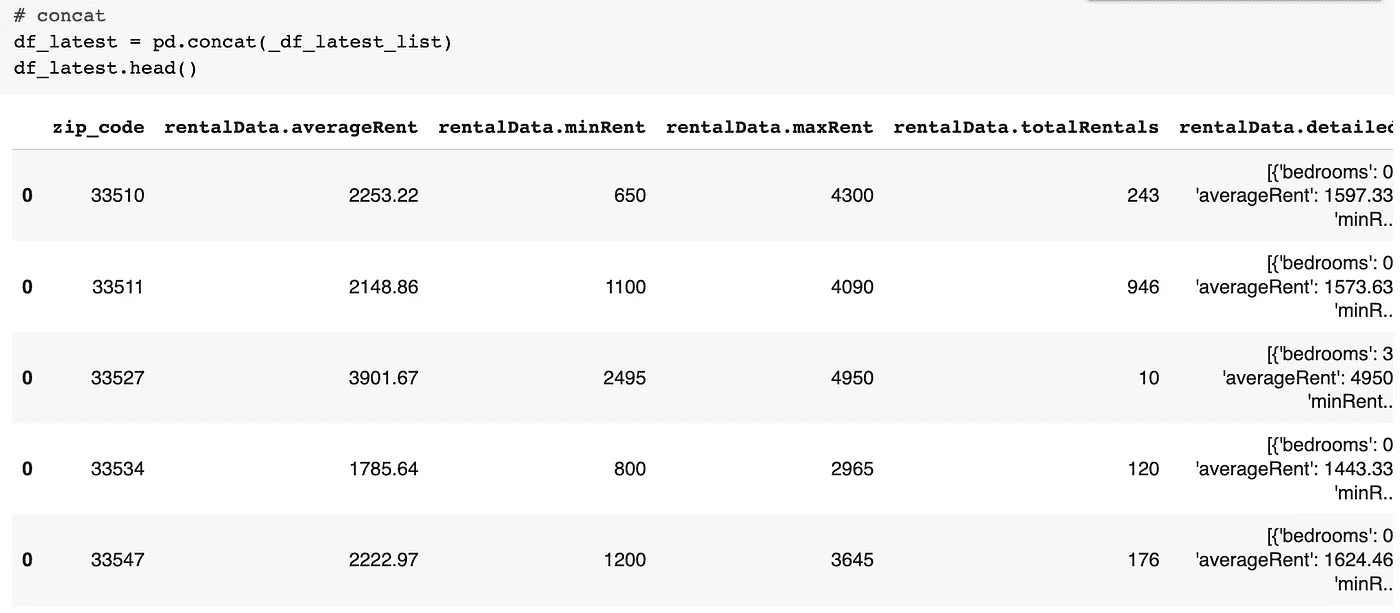 # concat
df_latest = pd.concat(_df_latest_list)
df_latest.head()
zip_code rentalData.averageRent rentalData.minRent rentalData.maxRent rentalData.totalRentals rentalData.detailed
[{'bedrooms': 0
0 33510 2253.22 650 4300 243 'averageRent': 1597.33
'minR..
[{'bedrooms': 0
0 33511 2148.86 1100 4090 946 'averageRent': 1573.63
'minR..
[{'bedrooms': 3
0 33527 3901.67 2495 4950 10 'averageRent': 4950
'minRent..
[{'bedrooms': 0
0 33534 1785.64 800 2965 120 'averageRent': 1443.33
'minR..
[{'bedrooms': 0
0 33547 2222.97 1200 3645 176 'averageRent': 1624.46
'minR..